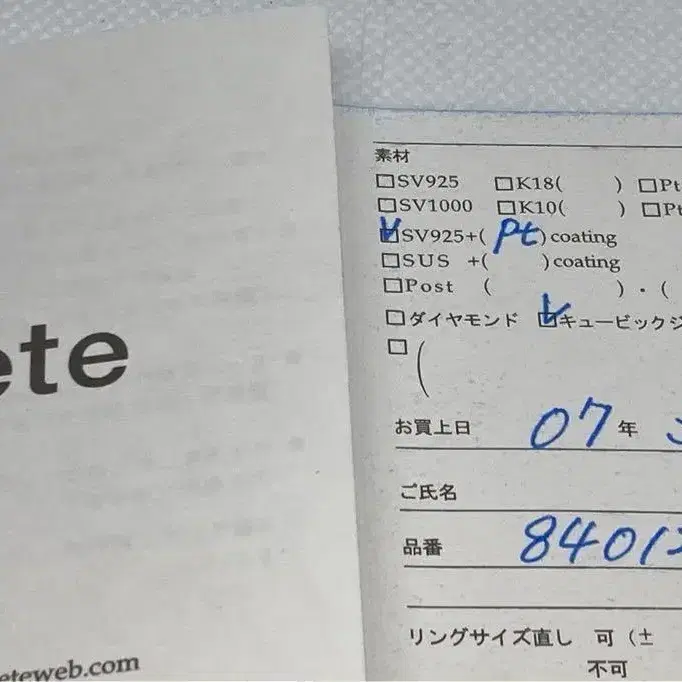 ete
eteweb.com
素材
□SV925 □K18( ) □Pt
□SV1000 □K10( ) □Pt
☑SV925+(Pt)coating
□SUS +( )coating
□Post ( )・(
□ダイヤモンド ☑キュービックジ
□(
お買上日 07年
ご氏名
品番 8401
リングサイズ直し 可(±
不可